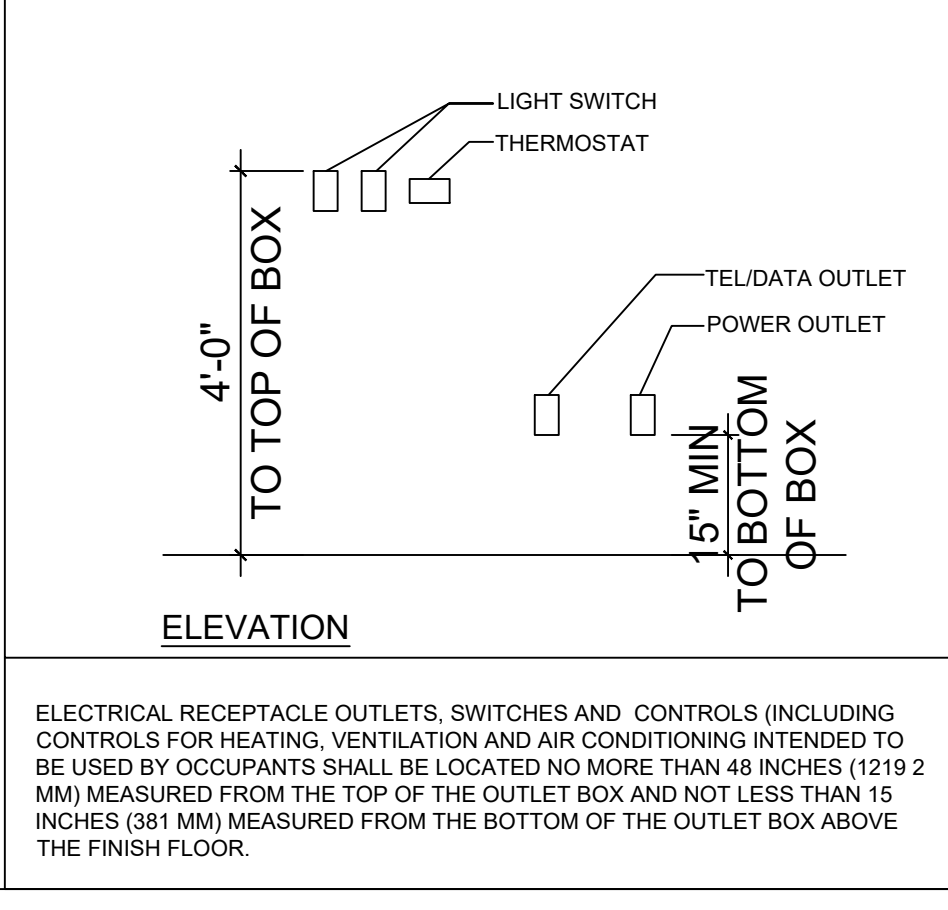 LIGHT SWITCH
THERMOSTAT
4'-0"
TO TOP OF BOX
TEL/DATA OUTLET
POWER OUTLET
15" MIN
TO BOTTOM
OF BOX
ELEVATION
ELECTRICAL RECEPTACLE OUTLETS, SWITCHES AND CONTROLS (INCLUDING
CONTROLS FOR HEATING, VENTILATION AND AIR CONDITIONING INTENDED TO
BE USED BY OCCUPANTS SHALL BE LOCATED NO MORE THAN 48 INCHES (1219 2
MM) MEASURED FROM THE TOP OF THE OUTLET BOX AND NOT LESS THAN 15
INCHES (381 MM) MEASURED FROM THE BOTTOM OF THE OUTLET BOX ABOVE
THE FINISH FLOOR.